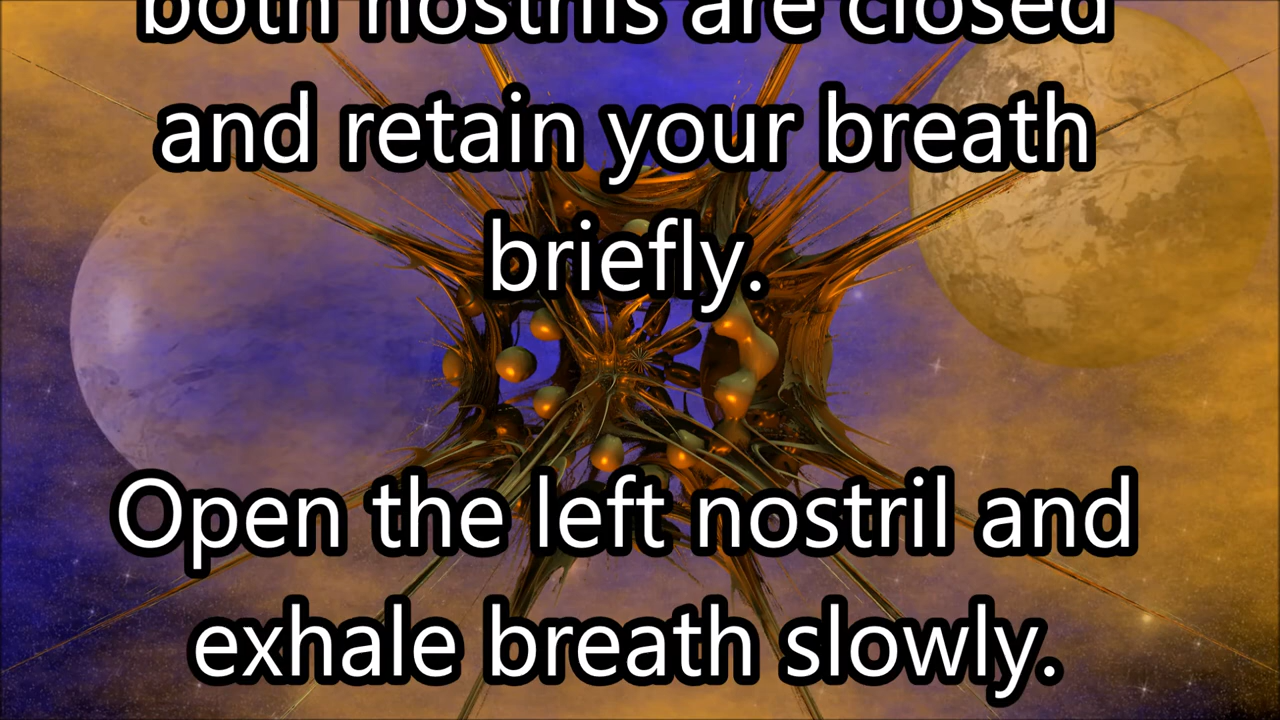 both nostrils are closed
and retain your breath
briefly.
Open the left nostril and
exhale breath slowly.